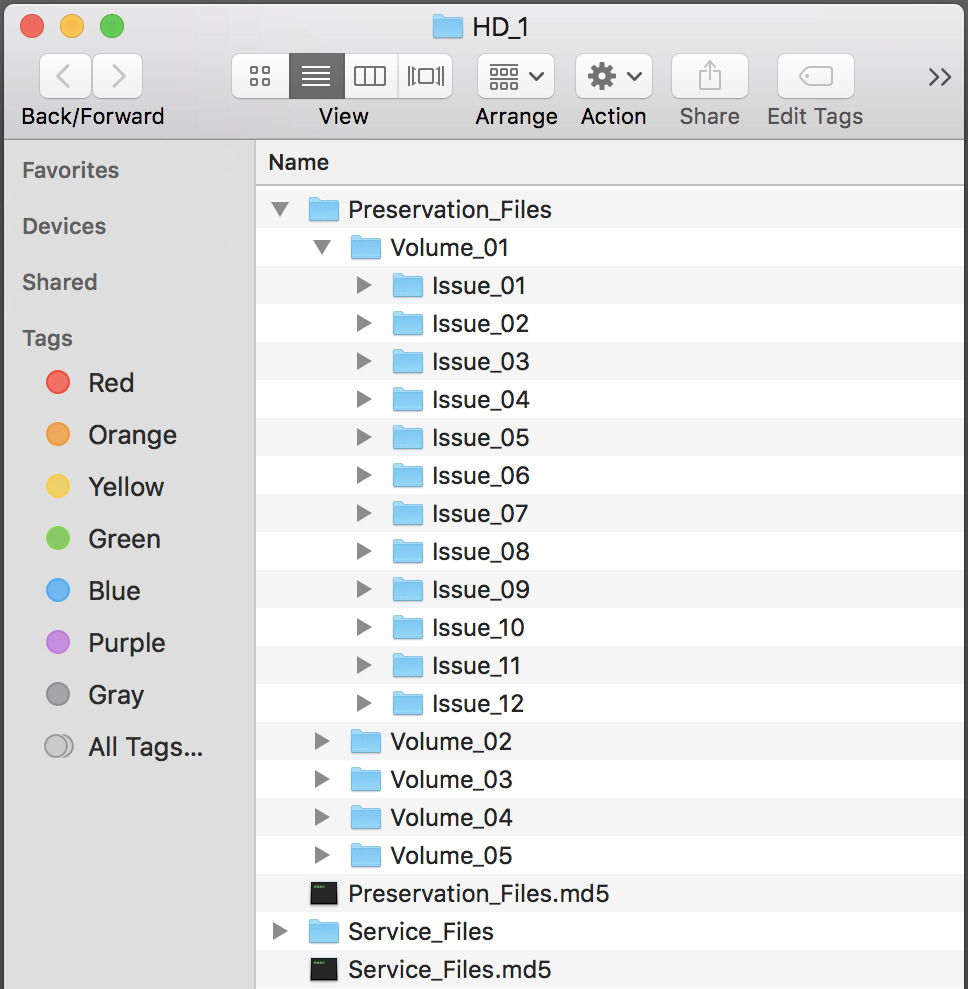 HD_1
Back/Forward
View
Arrange
Action
Share
Edit Tags
Favorites
Devices
Shared
Tags
Red
Orange
Yellow
Green
Blue
Purple
Gray
All Tags...
Name
Preservation_Files
Volume_01
Issue_01
Issue_02
Issue_03
Issue_04
Issue_05
Issue_06
Issue_07
Issue_08
Issue_09
Issue_10
Issue_11
Issue_12
Volume_02
Volume_03
Volume_04
Volume_05
Preservation_Files.md5
Service_Files
Service_Files.md5